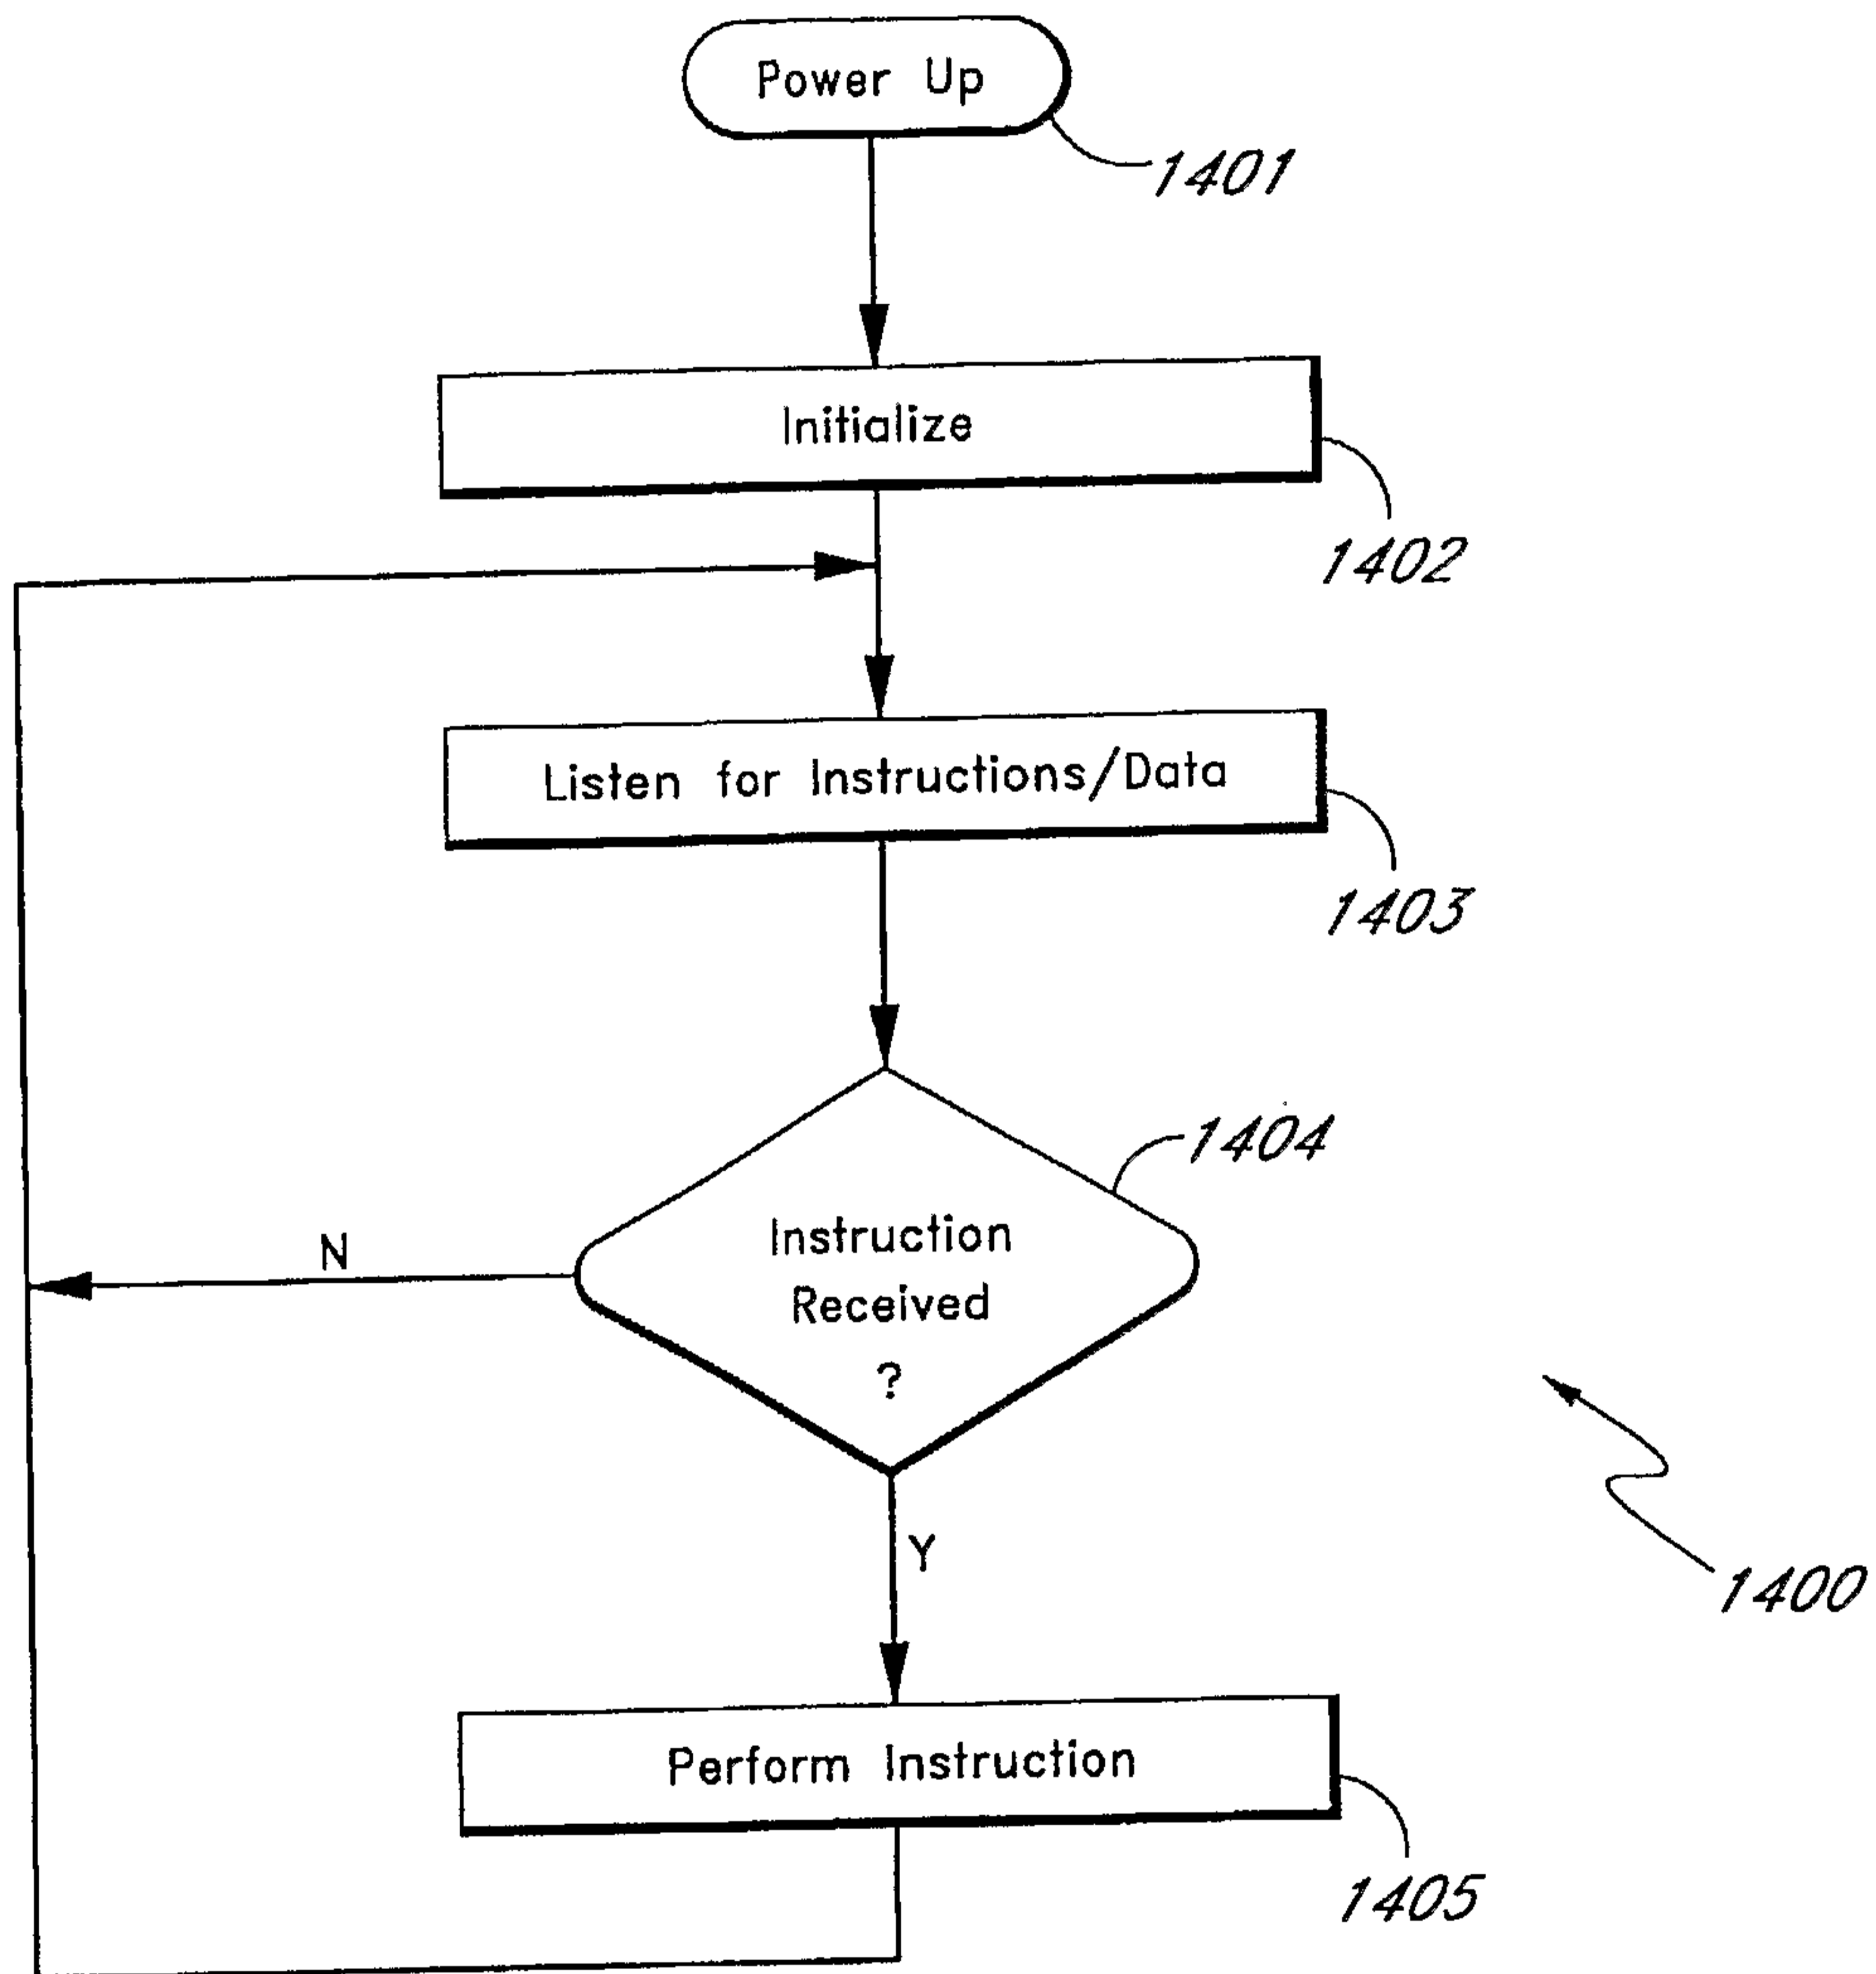 Power Up
1401
Initialize
1402
Listen for Instructions/Data
1403
1404
Instruction
Received
?
N
Y
1400
Perform Instruction
1405